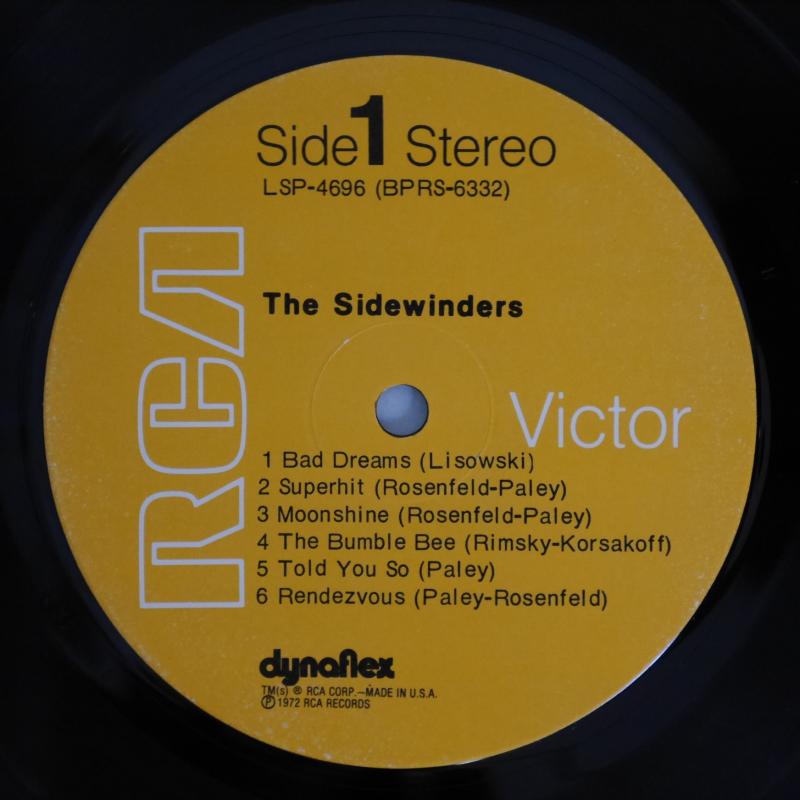 Side 1 Stereo
LSP-4696 (BPRS-6332)
The Sidewinders
RCA
Victor
1 Bad Dreams (Lisowski)
2 Superhit (Rosenfeld-Paley)
3 Moonshine (Rosenfeld-Paley)
4 The Bumble Bee (Rimsky-Korsakoff)
5 Told You So (Paley)
6 Rendezvous (Paley-Rosenfeld)
dynaflex
TM(s) ® RCA CORP.—MADE IN U.S.A.
Ⓟ 1972 RCA RECORDS